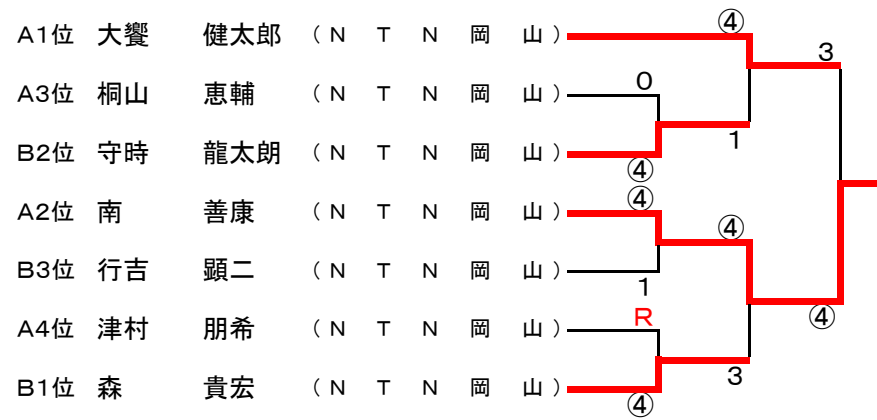 A1位 大饗 健太郎 (NTN岡山) ④ 3
A3位 桐山 恵輔 (NTN岡山) 0
1
B2位 守時 龍太朗 (NTN岡山) ④
A2位 南 善康 (NTN岡山) ④ ④
B3位 行吉 顕二 (NTN岡山) 1
④
A4位 津村 朋希 (NTN岡山) R
3
B1位 森 貴宏 (NTN岡山) ④